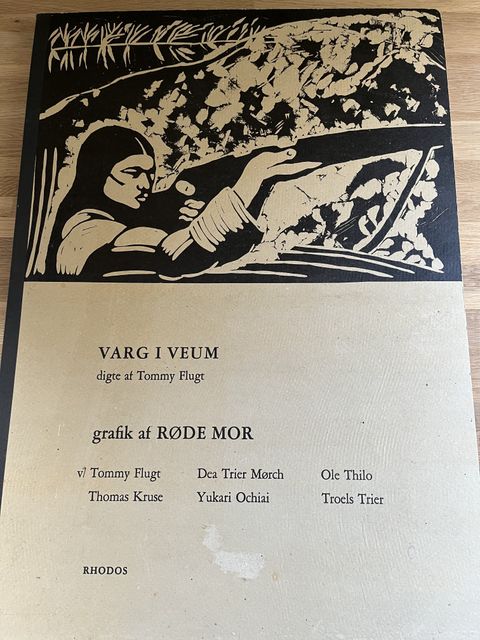 VARG I VEUM
digte af Tommy Flugt
grafik af RØDE MOR
v/ Tommy Flugt Dea Trier Mørch Ole Thilo
Thomas Kruse Yukari Ochiai Troels Trier
RHODOS